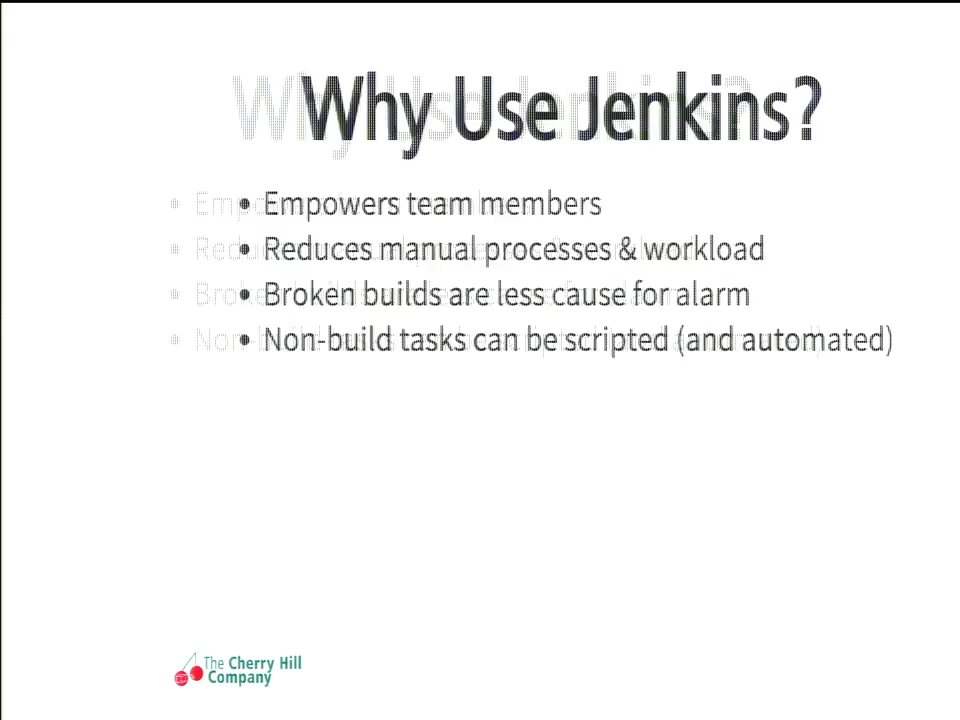 Why Use Jenkins?
• Empowers team members
• Reduces manual processes & workload
• Broken builds are less cause for alarm
• Non-build tasks can be scripted (and automated)
The Cherry Hill
Company